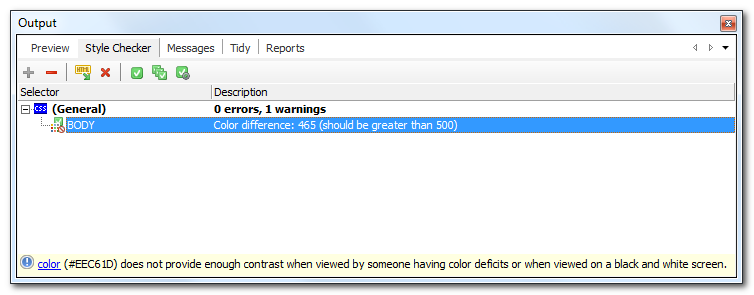 Output
Preview Style Checker Messages Tidy Reports
HTML
Selector Description
CSS (General) 0 errors, 1 warnings
BODY Color difference: 465 (should be greater than 500)
color (#EEC61D) does not provide enough contrast when viewed by someone having color deficits or when viewed on a black and white screen.